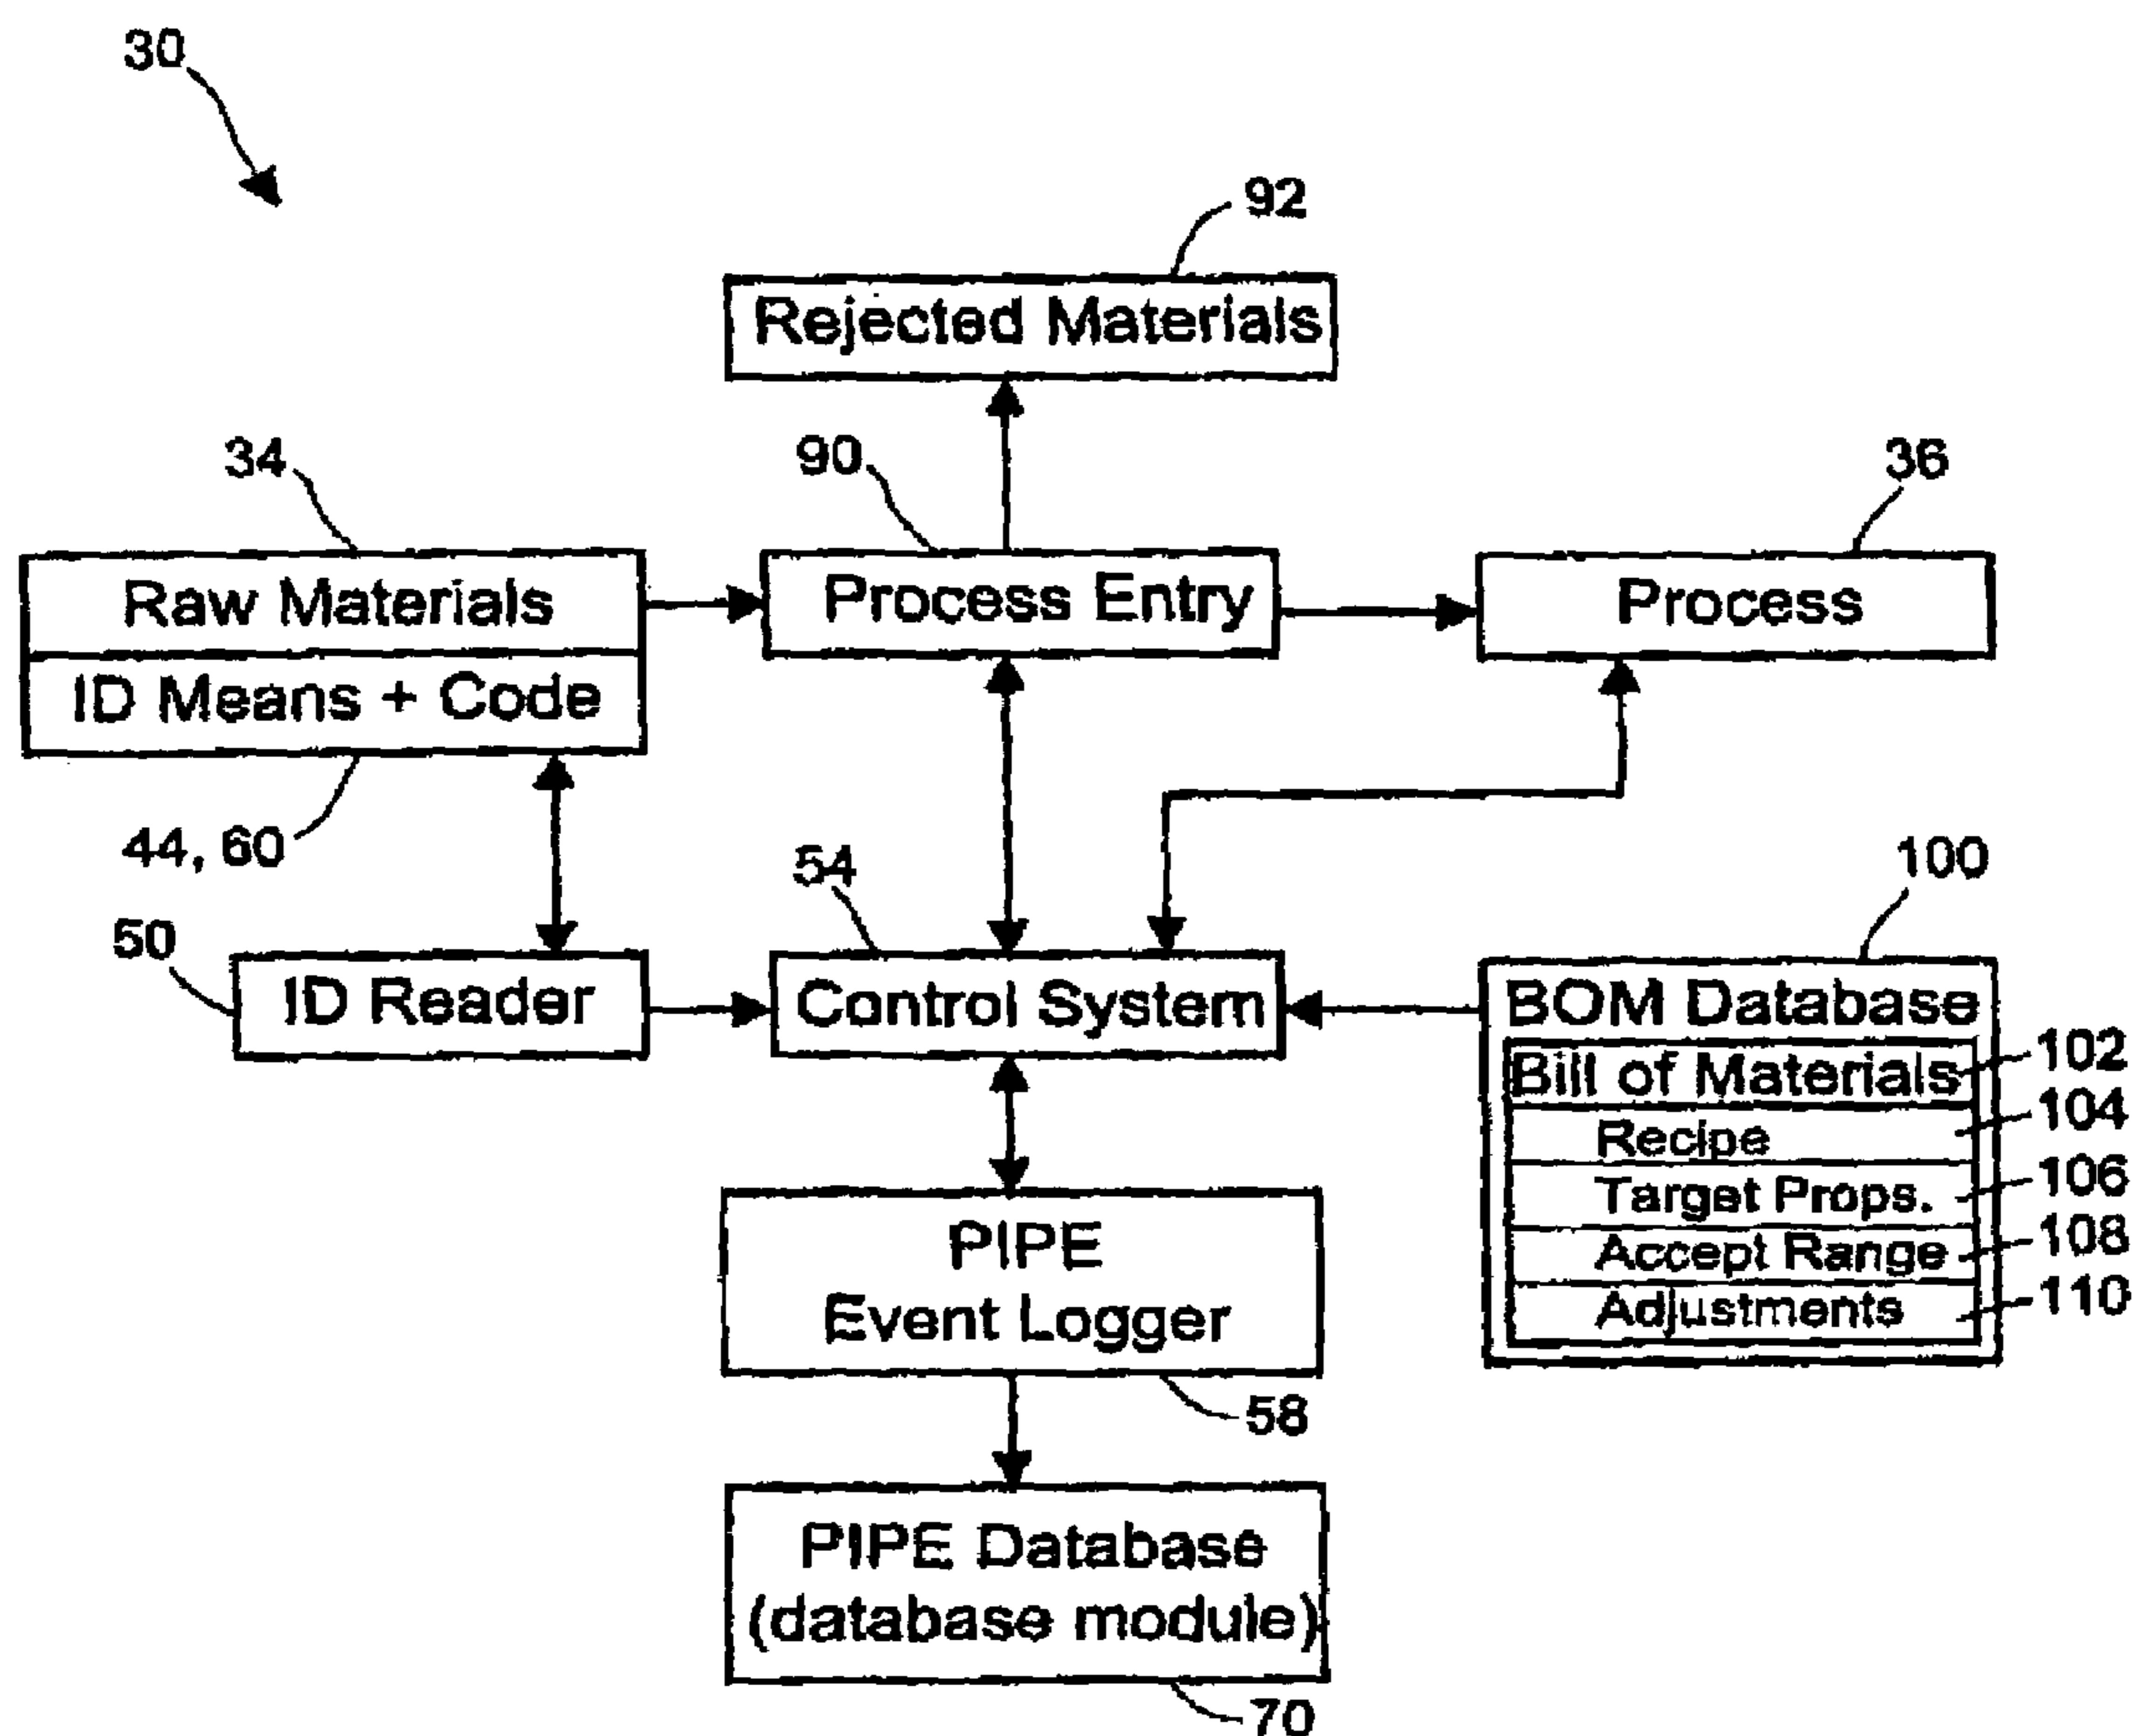 30
92
Rejected Materials
34
90
36
Raw Materials
Process Entry
Process
ID Means + Code
44, 60
54
100
50
ID Reader
Control System
BOM Database
Bill of Materials
102
Recipe
104
Target Props.
106
Accept Range
108
Adjustments
110
PIPE
Event Logger
58
PIPE Database
(database module)
70